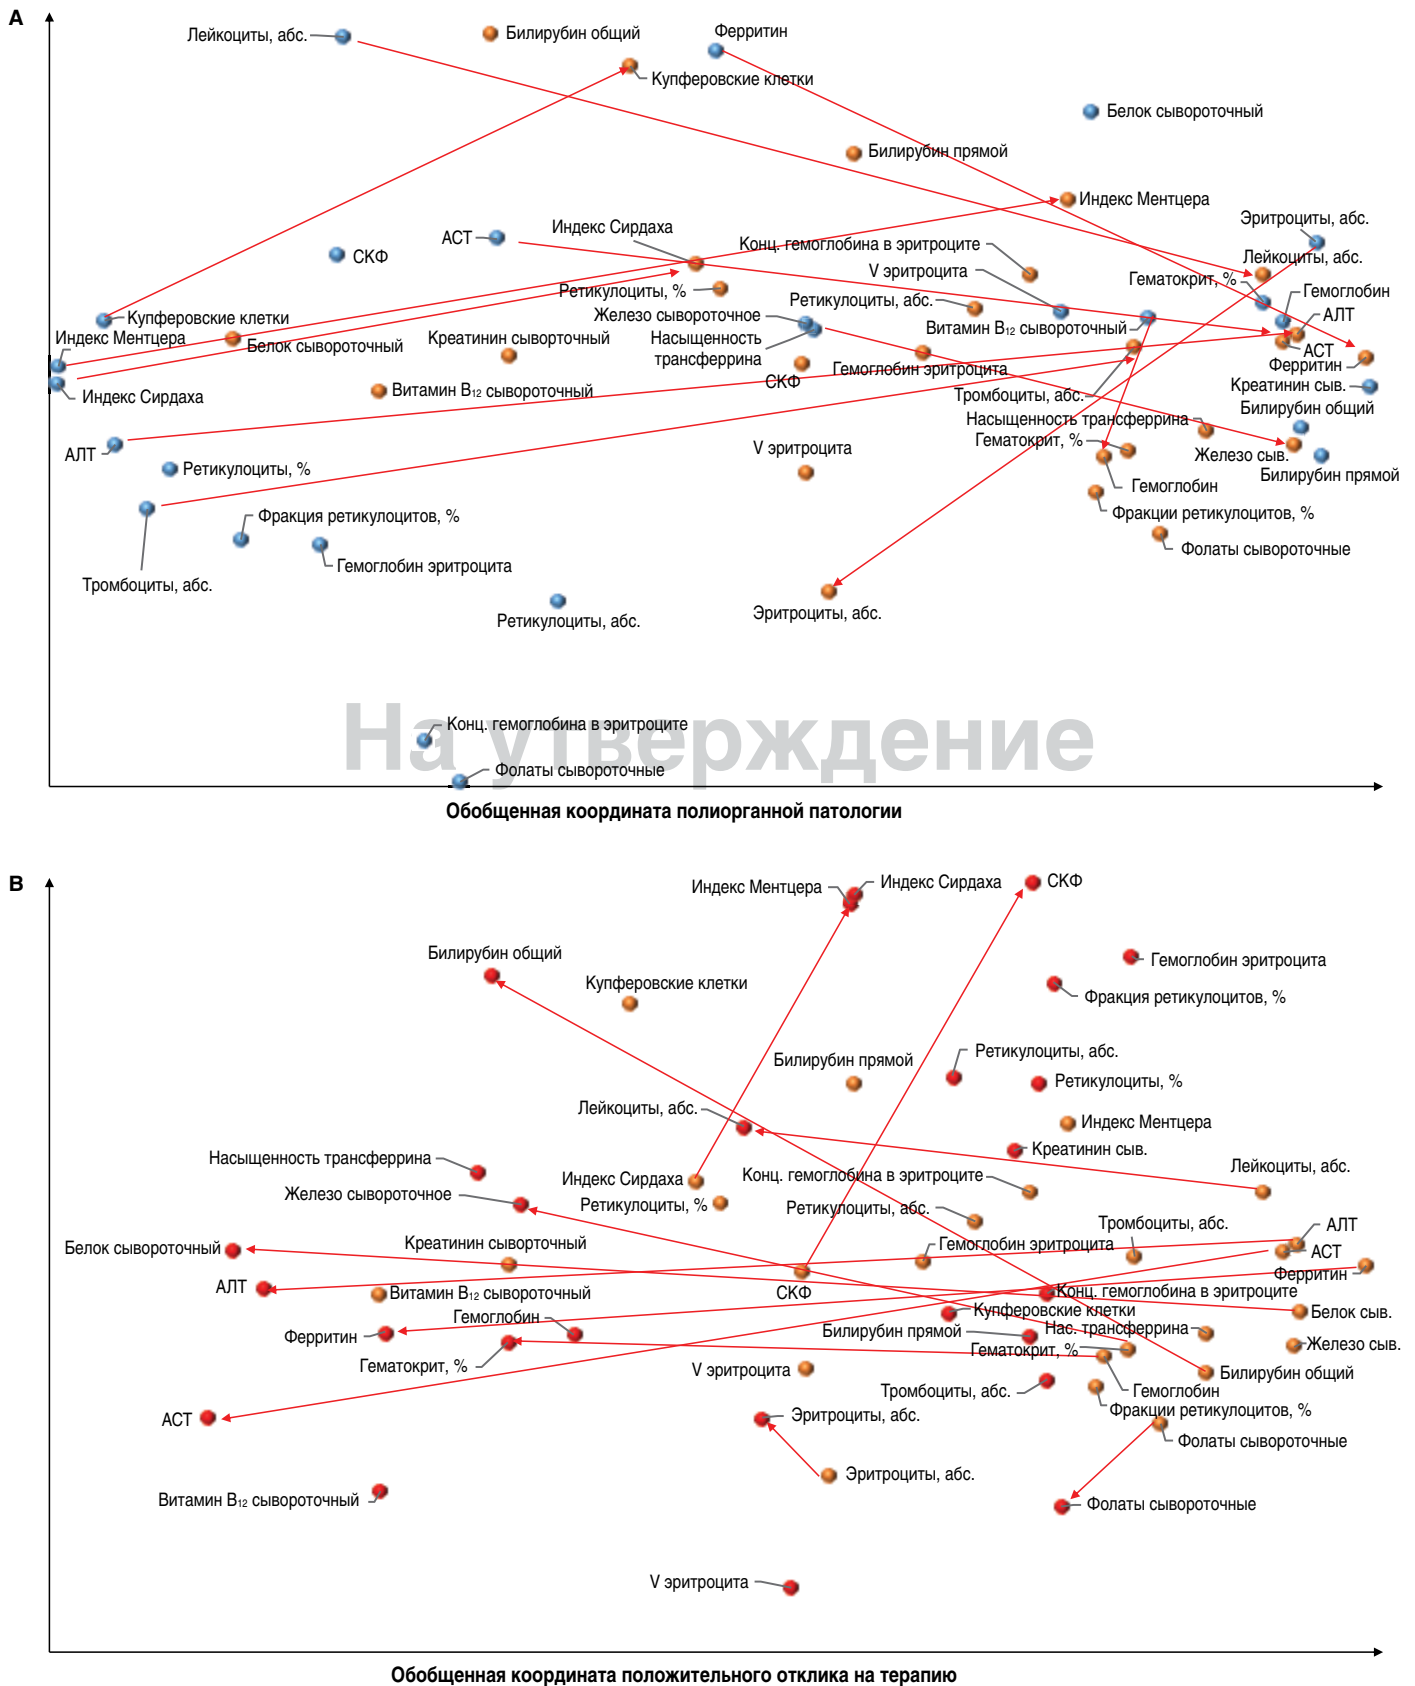 A
Лейкоциты, абс.
Билирубин общий
Ферритин
Купферовские клетки
Белок сывороточный
Билирубин прямой
Индекс Ментцера
Эритроциты, абс.
Индекс Сирдаха
АСТ
Конц. гемоглобина в эритроците
СКФ
Лейкоциты, абс.
V эритроцита
Гематокрит, %
Ретикулоциты, %
Гемоглобин
Ретикулоциты, абс.
Купферовские клетки
Железо сывороточное
АЛТ
Витамин B₁₂ сывороточный
Индекс Ментцера
Белок сывороточный
Креатинин сыворточный
Насыщенность
трансферрина
АСТ
Ферритин
Гемоглобин эритроцита
СКФ
Креатинин сыв.
Индекс Сирдаха
Витамин B₁₂ сывороточный
Тромбоциты, абс.
Билирубин общий
Насыщенность трансферрина
Гематокрит, %
V эритроцита
АЛТ
Железо сыв.
Ретикулоциты, %
Билирубин прямой
Гемоглобин
Фракция ретикулоцитов, %
Фракции ретикулоцитов, %
Фолаты сывороточные
Гемоглобин эритроцита
Тромбоциты, абс.
Эритроциты, абс.
Ретикулоциты, абс.
На утверждение
Конц. гемоглобина в эритроците
Фолаты сывороточные
Обобщенная координата полиорганной патологии
B
Индекс Ментцера
Индекс Сирдаха
СКФ
Билирубин общий
Гемоглобин эритроцита
Купферовские клетки
Фракция ретикулоцитов, %
Ретикулоциты, абс.
Билирубин прямой
Ретикулоциты, %
Лейкоциты, абс.
Индекс Ментцера
Креатинин сыв.
Насыщенность трансферрина
Лейкоциты, абс.
Индекс Сирдаха
Конц. гемоглобина в эритроците
Железо сывороточное
Ретикулоциты, %
Ретикулоциты, абс.
Тромбоциты, абс.
АЛТ
Белок сывороточный
Креатинин сыворточный
Гемоглобин эритроцита
АСТ
Ферритин
АЛТ
Витамин B₁₂ сывороточный
СКФ
Конц. гемоглобина в эритроците
Купферовские клетки
Белок сыв.
Гемоглобин
Ферритин
Билирубин прямой
Нас. трансферрина
Железо сыв.
Гематокрит, %
Гематокрит, %
V эритроцита
Билирубин общий
Тромбоциты, абс.
Гемоглобин
Фракции ретикулоцитов, %
АСТ
Эритроциты, абс.
Фолаты сывороточные
Эритроциты, абс.
Витамин B₁₂ сывороточный
Фолаты сывороточные
V эритроцита
Обобщенная координата положительного отклика на терапию